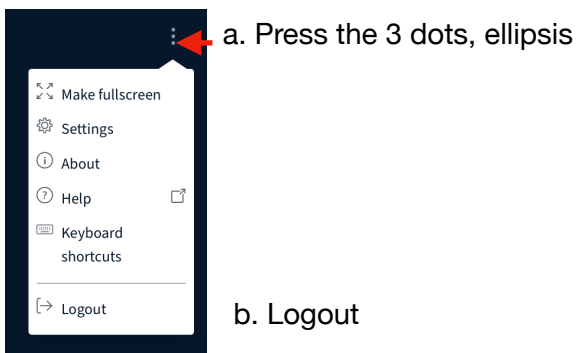 a. Press the 3 dots, ellipsis
Make fullscreen
Settings
About
Help
Keyboard
shortcuts
Logout
b. Logout